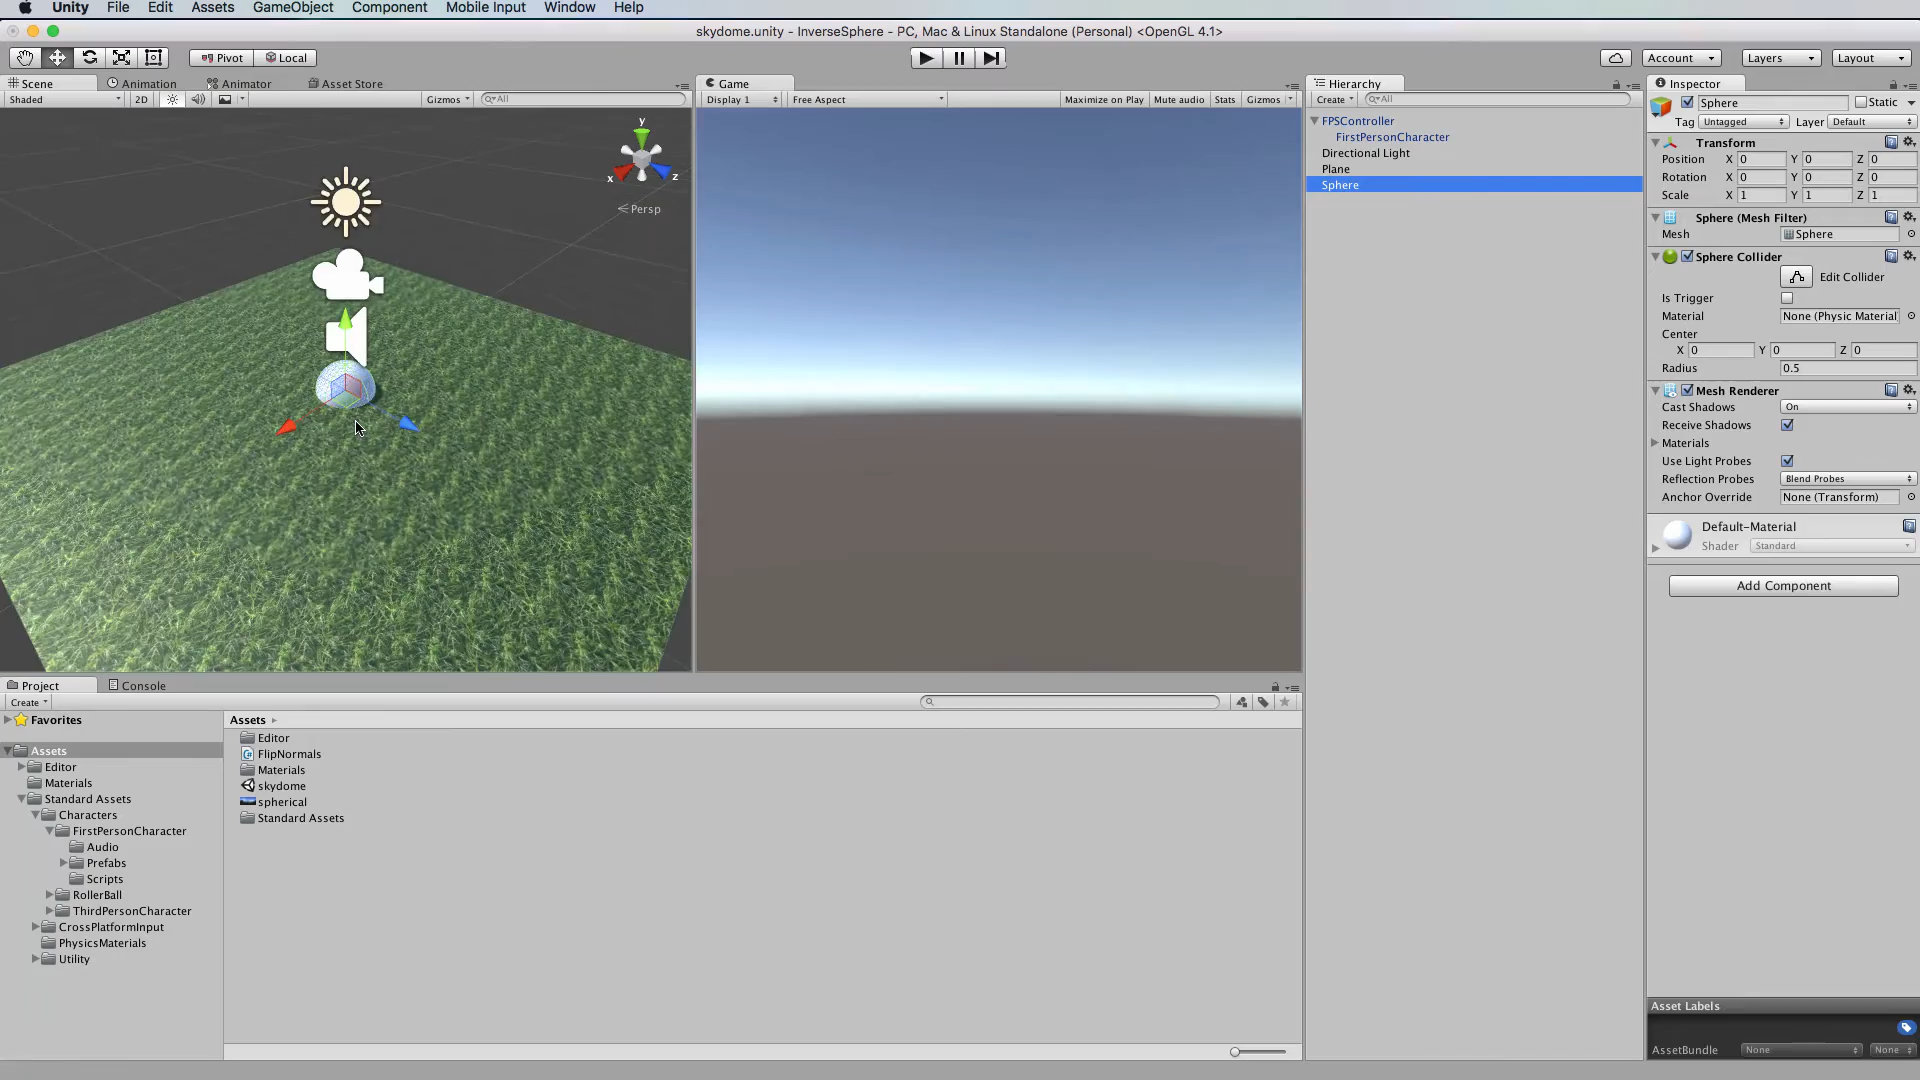 Unity File Edit Assets GameObject Component Mobile Input Window Help
skydome.unity - InverseSphere - PC, Mac & Linux Standalone (Personal) <OpenGL 4.1>
Pivot Local Account Layers Layout
Scene Animation Animator Asset Store
Shaded 2D Gizmos All
y
x z
Persp
Game
Display 1 Free Aspect Maximize on Play Mute audio Stats Gizmos
Hierarchy
Create All
FPSController
FirstPersonCharacter
Directional Light
Plane
Sphere
Inspector
Sphere Static
Tag Untagged Layer Default
Transform
Position X 0 Y 0 Z 0
Rotation X 0 Y 0 Z 0
Scale X 1 Y 1 Z 1
Sphere (Mesh Filter)
Mesh Sphere
Sphere Collider
Edit Collider
Is Trigger
Material None (Physic Material
Center
X 0 Y 0 Z 0
Radius 0.5
Mesh Renderer
Cast Shadows On
Receive Shadows
Materials
Use Light Probes
Reflection Probes Blend Probes
Anchor Override None (Transform)
Default-Material
Shader Standard
Add Component
Asset Labels
AssetBundle None None
Project Console
Create
Favorites
Assets
Editor
Materials
Standard Assets
Characters
FirstPersonCharacter
Audio
Prefabs
Scripts
RollerBall
ThirdPersonCharacter
CrossPlatformInput
PhysicsMaterials
Utility
Assets
Editor
FlipNormals
Materials
skydome
spherical
Standard Assets